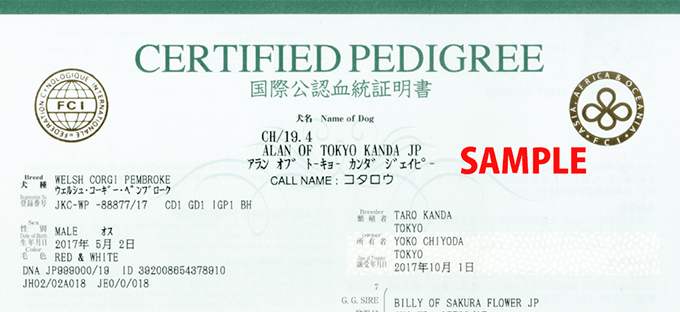 CERTIFIED PEDIGREE
国際公認血統証明書
FEDERATION CYNOLOGIQUE INTERNATIONALE
FCI
ASIA, AFRICA & OCEANIA
F.C.I.
犬名 Name of Dog
CH/19.4
ALAN OF TOKYO KANDA JP
アラン オブ トーキョー カンダ ジェイピー
SAMPLE
CALL NAME : コタロウ
Breed
犬種 WELSH CORGI PEMBROKE
ウェルシュ・コーギー・ペンブローク
登録番号 JKC-WP -88877/17 CD1 GD1 IGP1 BH
Sex
性別 MALE オス
Date of Birth
生年月日 2017年 5月 2日
Color
毛色 RED & WHITE
DNA JP999000/19 ID 392008654378910
JH02/02A018 JE0/0/018
Breeder
繁殖者 TARO KANDA
TOKYO
owner
所有者 YOKO CHIYODA
TOKYO
譲受年月日 2017年10月 1日
7
G. G. SIRE BILLY OF SAKURA FLOWER JP